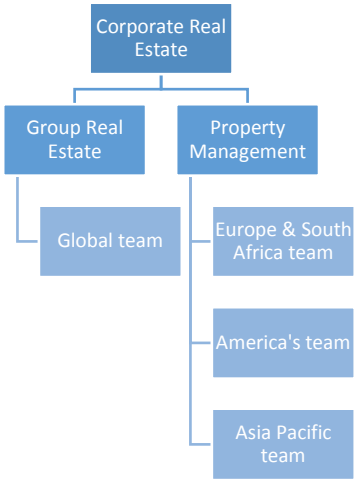 Corporate Real
Estate
Group Real
Estate
Property
Management
Global team
Europe & South
Africa team
America's team
Asia Pacific
team